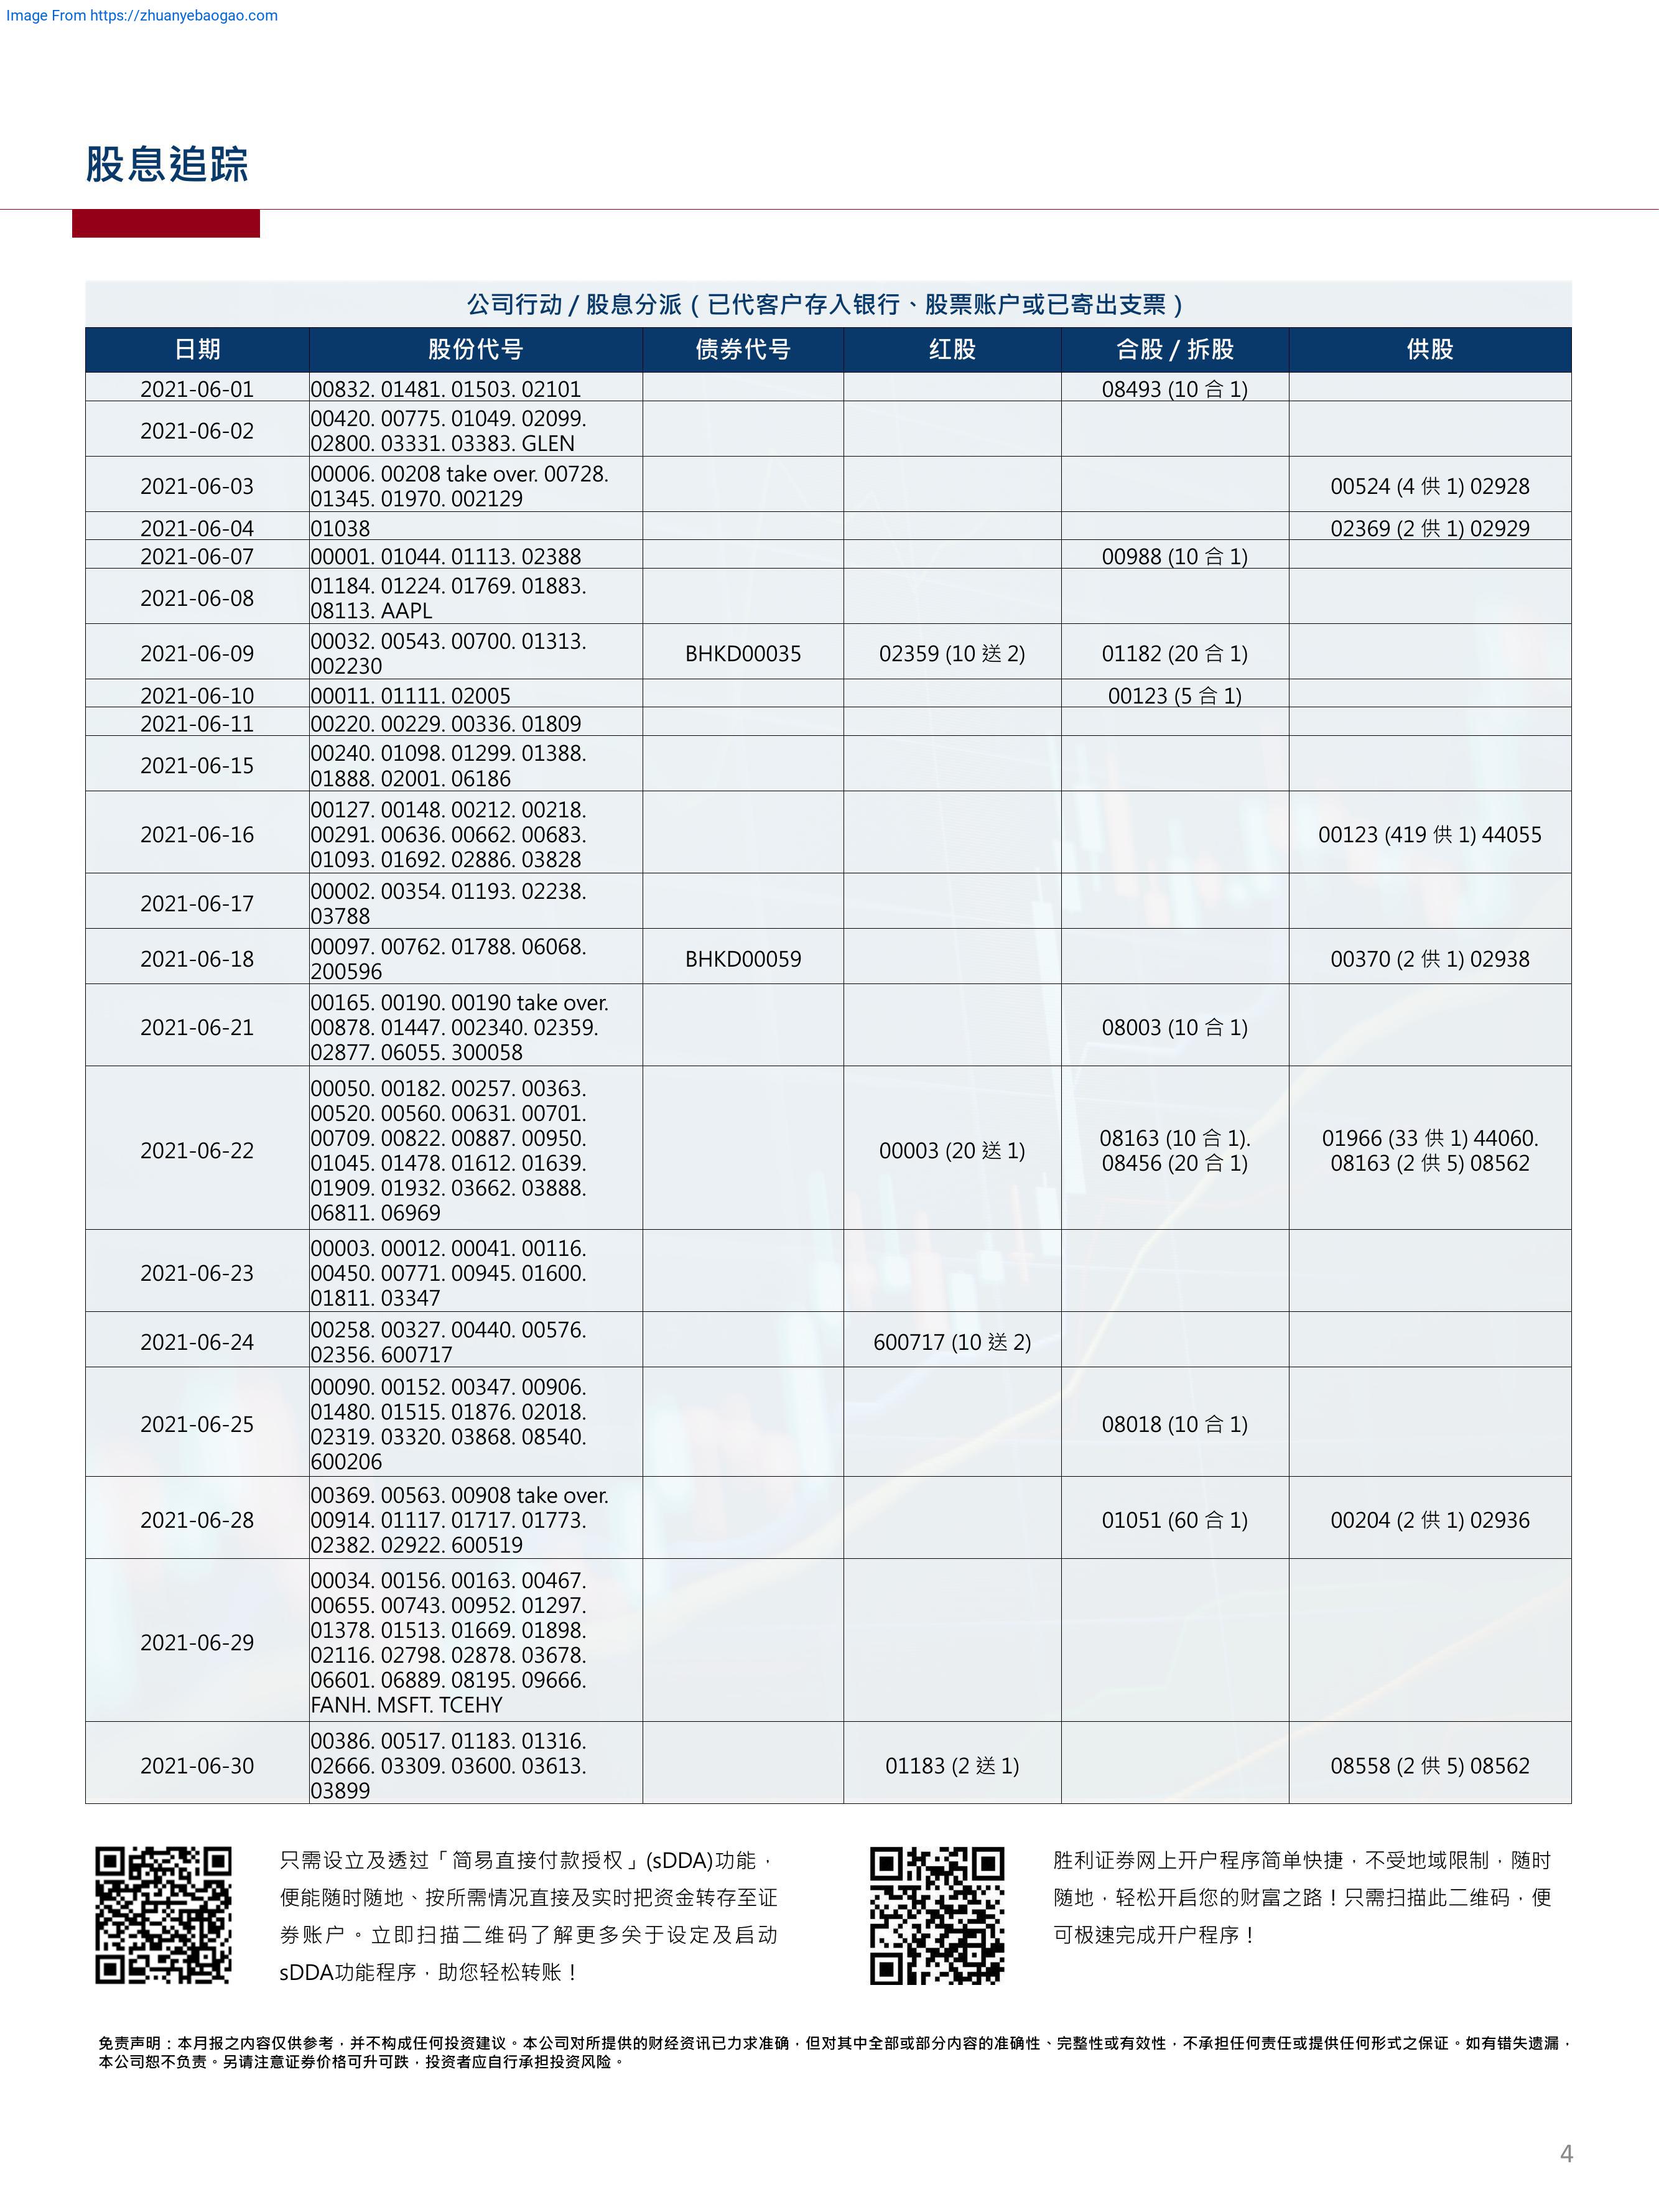 Image From https://zhuanyebaogao.com
股息追踪
公司行动 / 股息分派 ( 已代客户存入银行、股票账户或已寄出支票 )
日期 股份代号 债券代号 红股 合股 / 拆股 供股
2021-06-01 00832. 01481. 01503. 02101 08493 (10 合 1)
2021-06-02 00420. 00775. 01049. 02099.
02800. 03331. 03383. GLEN
2021-06-03 00006. 00208 take over. 00728.
01345. 01970. 002129 00524 (4 供 1) 02928
2021-06-04 01038 02369 (2 供 1) 02929
2021-06-07 00001. 01044. 01113. 02388 00988 (10 合 1)
2021-06-08 01184. 01224. 01769. 01883.
08113. AAPL
2021-06-09 00032. 00543. 00700. 01313.
002230 BHKD00035 02359 (10 送 2) 01182 (20 合 1)
2021-06-10 00011. 01111. 02005 00123 (5 合 1)
2021-06-11 00220. 00229. 00336. 01809
2021-06-15 00240. 01098. 01299. 01388.
01888. 02001. 06186
2021-06-16 00127. 00148. 00212. 00218.
00291. 00636. 00662. 00683.
01093. 01692. 02886. 03828 00123 (419 供 1) 44055
2021-06-17 00002. 00354. 01193. 02238.
03788
2021-06-18 00097. 00762. 01788. 06068.
200596 BHKD00059 00370 (2 供 1) 02938
2021-06-21 00165. 00190. 00190 take over.
00878. 01447. 002340. 02359.
02877. 06055. 300058 08003 (10 合 1)
2021-06-22 00050. 00182. 00257. 00363.
00520. 00560. 00631. 00701.
00709. 00822. 00887. 00950.
01045. 01478. 01612. 01639.
01909. 01932. 03662. 03888.
06811. 06969
00003 (20 送 1)
08163 (10 合 1).
08456 (20 合 1)
01966 (33 供 1) 44060.
08163 (2 供 5) 08562
2021-06-23 00003. 00012. 00041. 00116.
00450. 00771. 00945. 01600.
01811. 03347
2021-06-24 00258. 00327. 00440. 00576.
02356. 600717 600717 (10 送 2)
2021-06-25 00090. 00152. 00347. 00906.
01480. 01515. 01876. 02018.
02319. 03320. 03868. 08540.
600206 08018 (10 合 1)
2021-06-28 00369. 00563. 00908 take over.
00914. 01117. 01717. 01773.
02382. 02922. 600519 01051 (60 合 1) 00204 (2 供 1) 02936
2021-06-29 00034. 00156. 00163. 00467.
00655. 00743. 00952. 01297.
01378. 01513. 01669. 01898.
02116. 02798. 02878. 03678.
06601. 06889. 08195. 09666.
FANH. MSFT. TCEHY
2021-06-30 00386. 00517. 01183. 01316.
02666. 03309. 03600. 03613.
03899 01183 (2 送 1) 08558 (2 供 5) 08562
只需设立及透过「简易直接付款授权」(sDDA)功能，
便能随时随地、按所需情况直接及实时把资金转存至证
券账户。立即扫描二维码了解更多关于设定及启动
sDDA功能程序，助您轻松转账！
胜利证券网上开户程序简单快捷，不受地域限制，随时
随地，轻松开启您的财富之路！只需扫描此二维码，便
可极速完成开户程序！
免责声明：本月报之内容仅供参考，并不构成任何投资建议。本公司对所提供的财经资讯已力求准确，但对其中全部或部分内容的准确性、完整性或有效性，不承担任何责任或提供任何形式之保证。如有错失遗漏，
本公司恕不负责。另请注意证券价格可升可跌，投资者应自行承担投资风险。
4